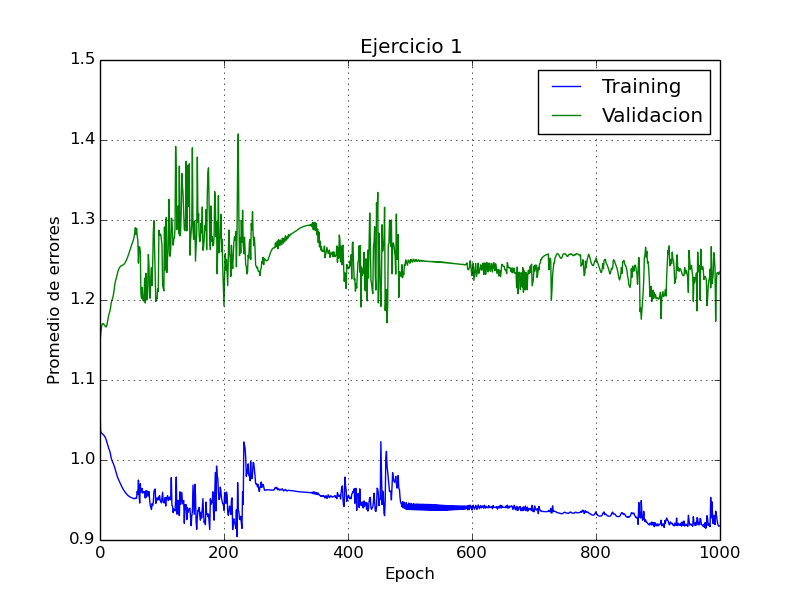 Ejercicio 1
Training
Validacion
Promedio de errores
1.5
1.4
1.3
1.2
1.1
1.0
0.9
0
200
400
600
800
1000
Epoch